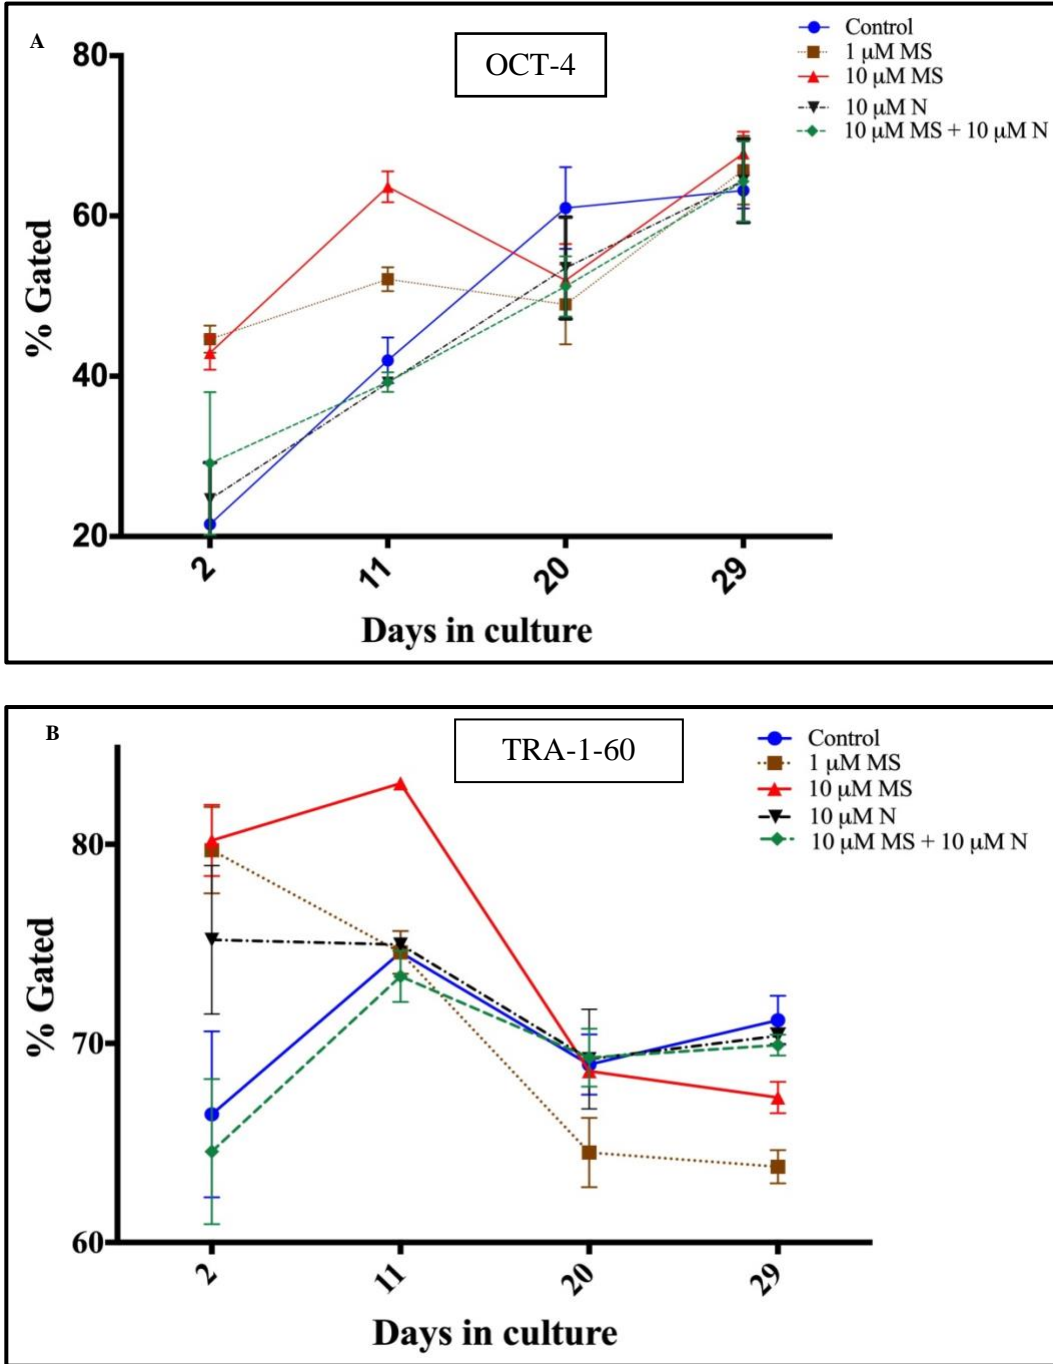 A
OCT-4
Control
1 μM MS
10 μM MS
10 μM N
10 μM MS + 10 μM N
80
60
40
20
% Gated
2
11
20
29
Days in culture
B
TRA-1-60
Control
1 μM MS
10 μM MS
10 μM N
10 μM MS + 10 μM N
80
70
60
% Gated
2
11
20
29
Days in culture